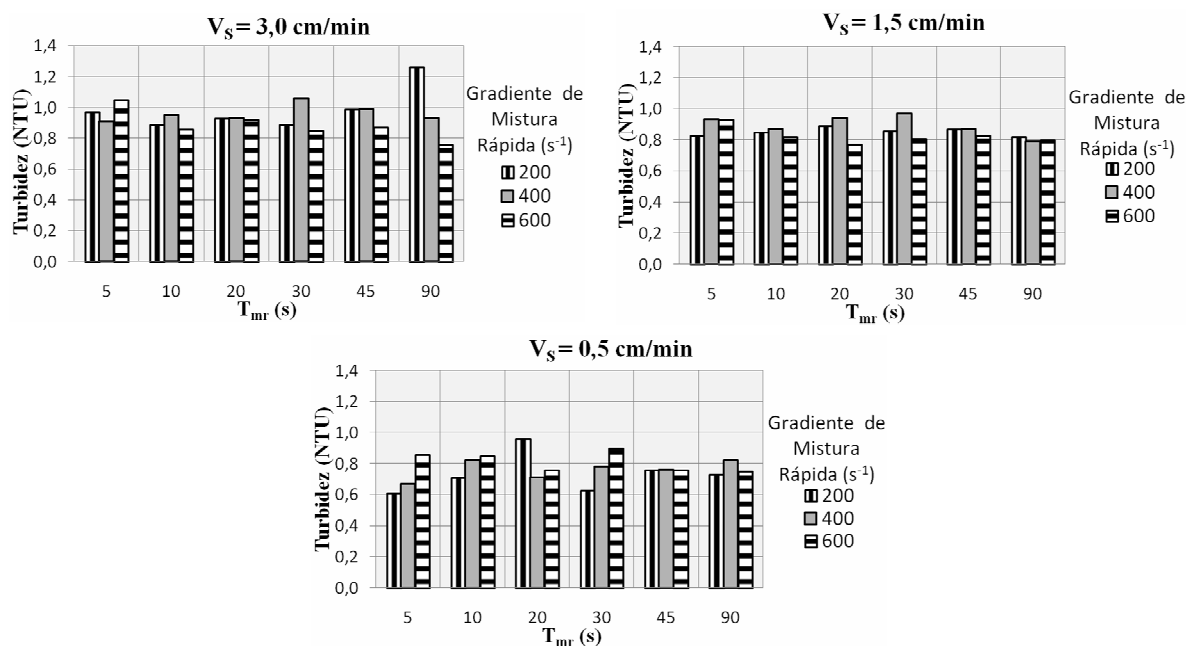 V_S = 3,0 cm/min
Turbidez (NTU)
1,4
1,2
1,0
0,8
0,6
0,4
0,2
0,0
5 10 20 30 45 90
T_mr (s)
Gradiente de
Mistura
Rápida (s⁻¹)
200
400
600
V_S = 1,5 cm/min
Turbidez (NTU)
1,4
1,2
1,0
0,8
0,6
0,4
0,2
0,0
5 10 20 30 45 90
T_mr (s)
Gradiente de
Mistura
Rápida (s⁻¹)
200
400
600
V_S = 0,5 cm/min
Turbidez (NTU)
1,4
1,2
1,0
0,8
0,6
0,4
0,2
0,0
5 10 20 30 45 90
T_mr (s)
Gradiente de
Mistura
Rápida (s⁻¹)
200
400
600